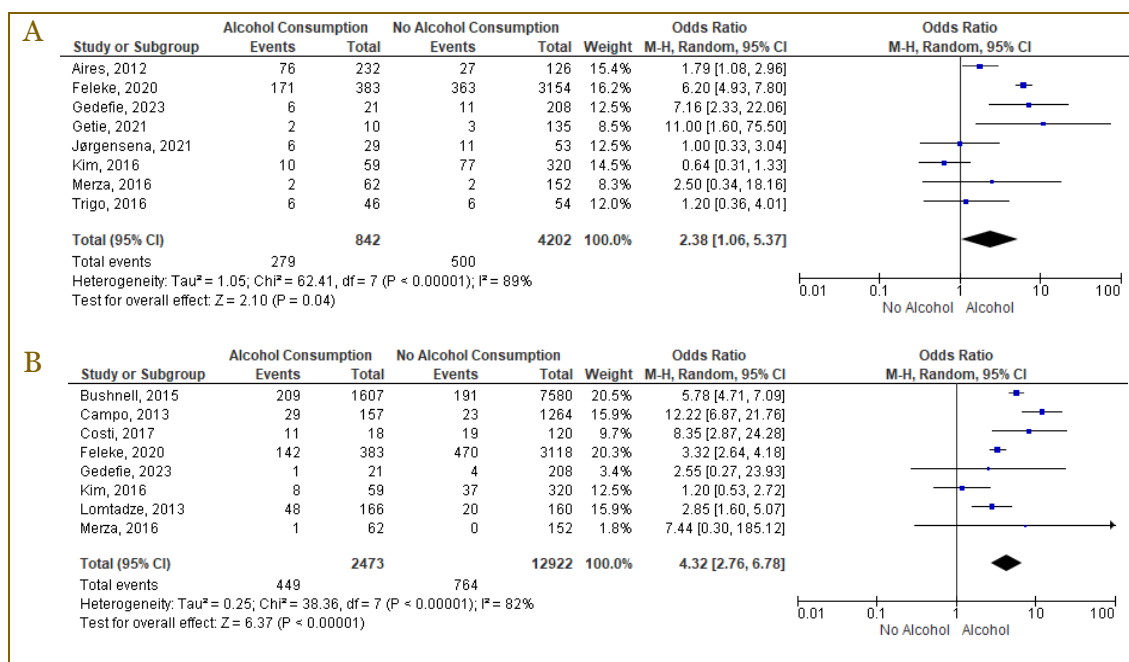 A
Alcohol Consumption No Alcohol Consumption Odds Ratio Odds Ratio
Study or Subgroup Events Total Events Total Weight M-H, Random, 95% CI M-H, Random, 95% CI
Aires, 2012 76 232 27 126 15.4% 1.79 [1.08, 2.96]
Feleke, 2020 171 383 363 3154 16.2% 6.20 [4.93, 7.80]
Gedefie, 2023 6 21 11 208 12.5% 7.16 [2.33, 22.06]
Getie, 2021 2 10 3 135 8.5% 11.00 [1.60, 75.50]
Jørgensena, 2021 6 29 11 53 12.5% 1.00 [0.33, 3.04]
Kim, 2016 10 59 77 320 14.5% 0.64 [0.31, 1.33]
Merza, 2016 2 62 2 152 8.3% 2.50 [0.34, 18.16]
Trigo, 2016 6 46 6 54 12.0% 1.20 [0.36, 4.01]
Total (95% CI) 842 4202 100.0% 2.38 [1.06, 5.37]
Total events 279 500
Heterogeneity: Tau² = 1.05; Chi² = 62.41, df = 7 (P < 0.00001); I² = 89%
Test for overall effect: Z = 2.10 (P = 0.04)
0.01 0.1 1 10 100
No Alcohol Alcohol
B
Alcohol Consumption No Alcohol Consumption Odds Ratio Odds Ratio
Study or Subgroup Events Total Events Total Weight M-H, Random, 95% CI M-H, Random, 95% CI
Bushnell, 2015 209 1607 191 7580 20.5% 5.78 [4.71, 7.09]
Campo, 2013 29 157 23 1264 15.9% 12.22 [6.87, 21.76]
Costi, 2017 11 18 19 120 9.7% 8.35 [2.87, 24.28]
Feleke, 2020 142 383 470 3118 20.3% 3.32 [2.64, 4.18]
Gedefie, 2023 1 21 4 208 3.4% 2.55 [0.27, 23.93]
Kim, 2016 8 59 37 320 12.5% 1.20 [0.53, 2.72]
Lomtadze, 2013 48 166 20 160 15.9% 2.85 [1.60, 5.07]
Merza, 2016 1 62 0 152 1.8% 7.44 [0.30, 185.12]
Total (95% CI) 2473 12922 100.0% 4.32 [2.76, 6.78]
Total events 449 764
Heterogeneity: Tau² = 0.25; Chi² = 38.36, df = 7 (P < 0.00001); I² = 82%
Test for overall effect: Z = 6.37 (P < 0.00001)
0.01 0.1 1 10 100
No Alcohol Alcohol